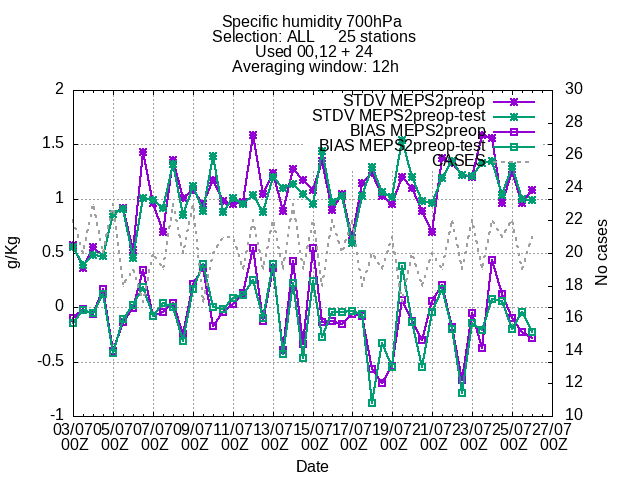 Specific humidity 700hPa
Selection: ALL 25 stations
Used 00,12 + 24
Averaging window: 12h
STDV MEPS2preop
STDV MEPS2preop-test
BIAS MEPS2preop
BIAS MEPS2preop-test
CASES
2
1.5
1
0.5
0
-0.5
-1
g/Kg
30
28
26
24
22
20
18
16
14
12
10
No cases
03/07 05/07 07/07 09/07 11/07 13/07 15/07 17/07 19/07 21/07 23/07 25/07 27/07
00Z 00Z 00Z 00Z 00Z 00Z 00Z 00Z 00Z 00Z 00Z 00Z 00Z
Date